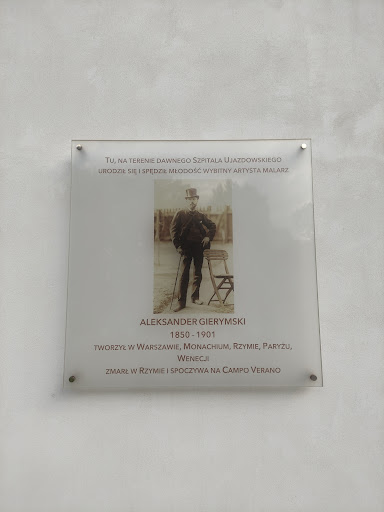 Tu, na terenie dawnego Szpitala Ujazdowskiego
urodził się i spędził młodość wybitny artysta malarz
ALEKSANDER GIERYMSKI
1850 - 1901
tworzył w Warszawie, Monachium, Rzymie, Paryżu,
Wenecji
zmarł w Rzymie i spoczywa na Campo Verano